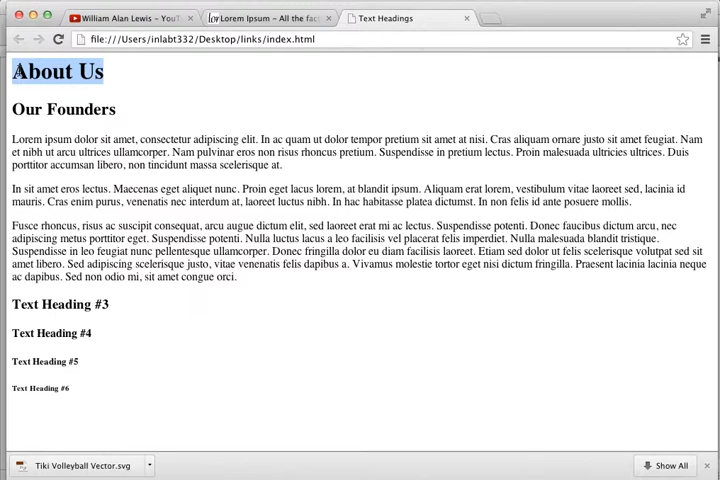 William Alan Lewis - YouT
Lorem Ipsum - All the fact
Text Headings
file:///Users/inlabt332/Desktop/links/index.html
About Us
Our Founders
Lorem ipsum dolor sit amet, consectetur adipiscing elit. In ac quam ut dolor tempor pretium sit amet at nisi. Cras aliquam ornare justo sit amet feugiat. Nam
et nibh ut arcu ultrices ullamcorper. Nam pulvinar eros non risus rhoncus pretium. Suspendisse in pretium lectus. Proin malesuada ultricies ultrices. Duis
porttitor accumsan libero, non tincidunt massa scelerisque at.
In sit amet eros lectus. Maecenas eget aliquet nunc. Proin eget lacus lorem, at blandit ipsum. Aliquam erat lorem, vestibulum vitae laoreet sed, lacinia id
mauris. Cras enim purus, venenatis nec interdum at, laoreet luctus nibh. In hac habitasse platea dictumst. In non felis id ante posuere mollis.
Fusce rhoncus, risus ac suscipit consequat, arcu augue dictum elit, sed laoreet erat mi ac lectus. Suspendisse potenti. Donec faucibus dictum arcu, nec
adipiscing metus porttitor eget. Suspendisse potenti. Nulla luctus lacus a leo facilisis vel placerat felis imperdiet. Nulla malesuada blandit tristique.
Suspendisse in leo feugiat nunc pellentesque ullamcorper. Donec fringilla dolor eu diam facilisis laoreet. Etiam sed dolor ut felis scelerisque volutpat sed sit
amet libero. Sed adipiscing scelerisque justo, vitae venenatis felis dapibus a. Vivamus molestie tortor eget nisi dictum fringilla. Praesent lacinia lacinia neque
ac dapibus. Sed non odio mi, sit amet congue orci.
Text Heading #3
Text Heading #4
Text Heading #5
Text Heading #6
Tiki Volleyball Vector.svg
Show All